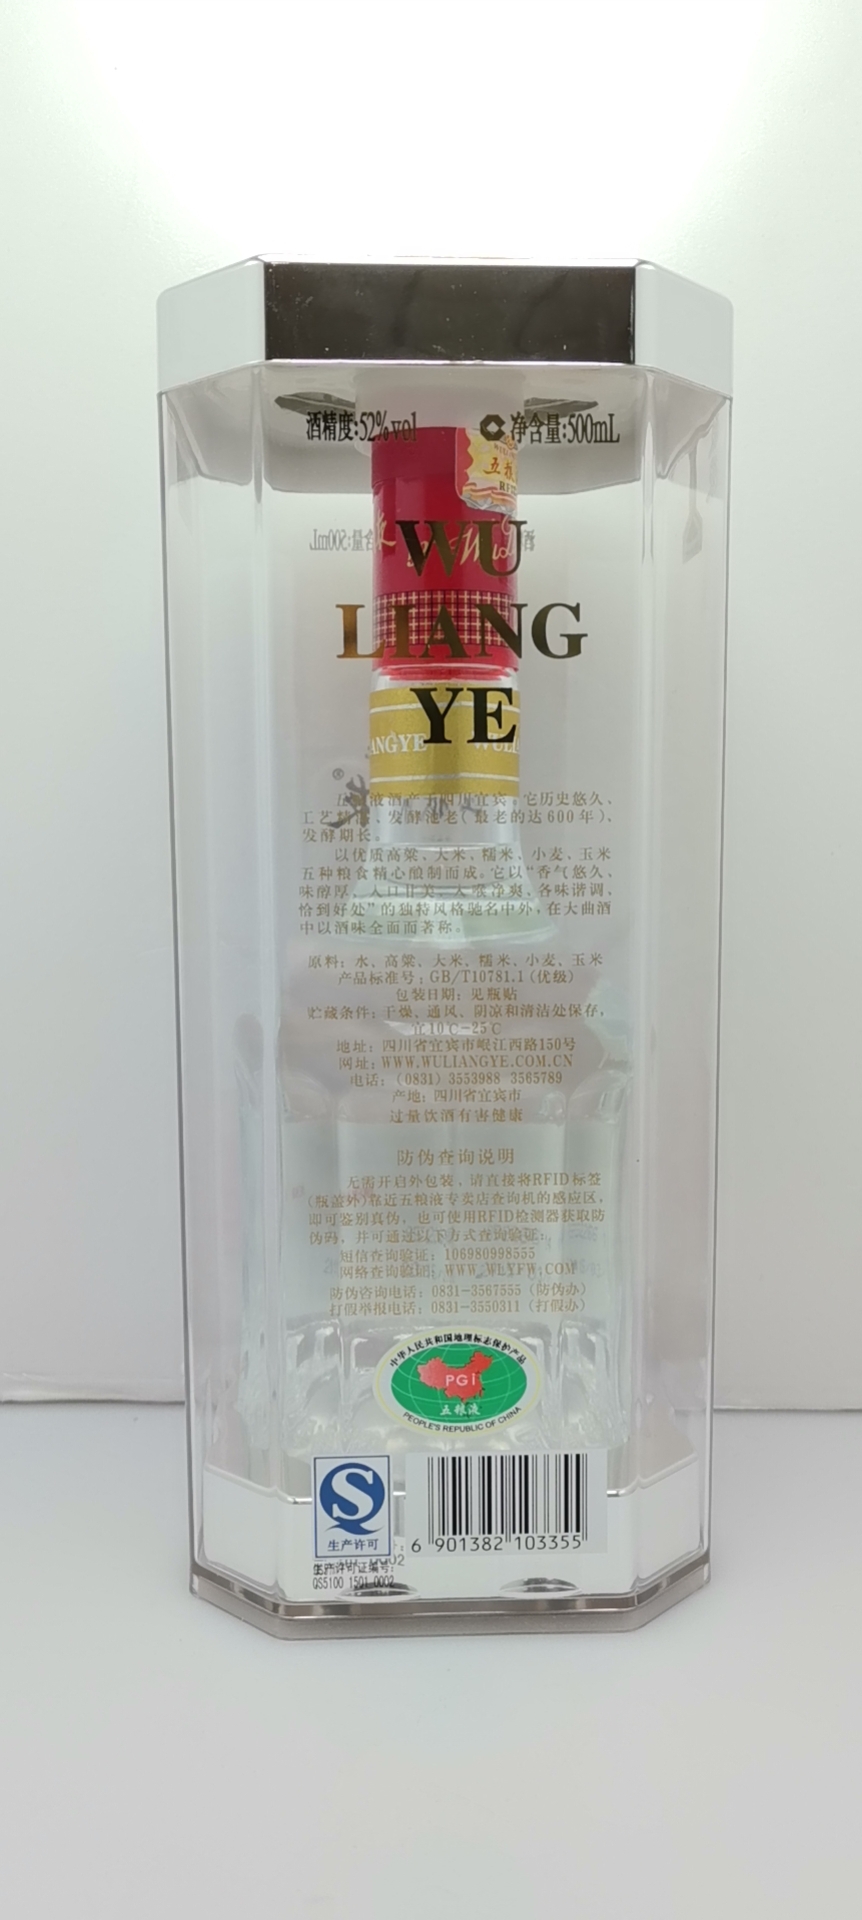 酒精度:52%vol 净含量:500mL
五粮
WU
LIANG
YE
ANGYE WULI
五粮液酒产于四川宜宾。它历史悠久、
工艺精湛、发酵池老(最老的达600年)、
发酵期长。
以优质高粱、大米、糯米、小麦、玉米
五种粮食精心酿制而成。它以“香气悠久、
味醇厚、入口甘美、入喉净爽、各味谐调、
恰到好处”的独特风格驰名中外，在大曲酒
中以酒味全面而著称。
原料：水、高粱、大米、糯米、小麦、玉米
产品标准号：GB/T10781.1(优级)
包装日期：见瓶贴
贮藏条件：干燥、通风、阴凉和清洁处保存，
宜10℃-25℃
地址：四川省宜宾市岷江西路150号
网址：WWW.WULIANGYE.COM.CN
电话：(0831) 3553988 3565789
产地：四川省宜宾市
过量饮酒有害健康
防伪查询说明
无需开启外包装，请直接将RFID标签
(瓶盖外)靠近五粮液专卖店查询机的感应区，
即可鉴别真伪，也可使用RFID检测器获取防
伪码，并可通过以下方式查询验证：
短信查询验证：106980998555
网络查询验证：WWW.WLYFW.COM
防伪咨询电话：0831-3567555 (防伪办)
打假举报电话：0831-3550311 (打假办)
中华人民共和国地理标志保护产品
PGI
五粮液
PEOPLE'S REPUBLIC OF CHINA
S
生产许可
6 901382 103355
生产许可证编号:
QS5100 1501 0002